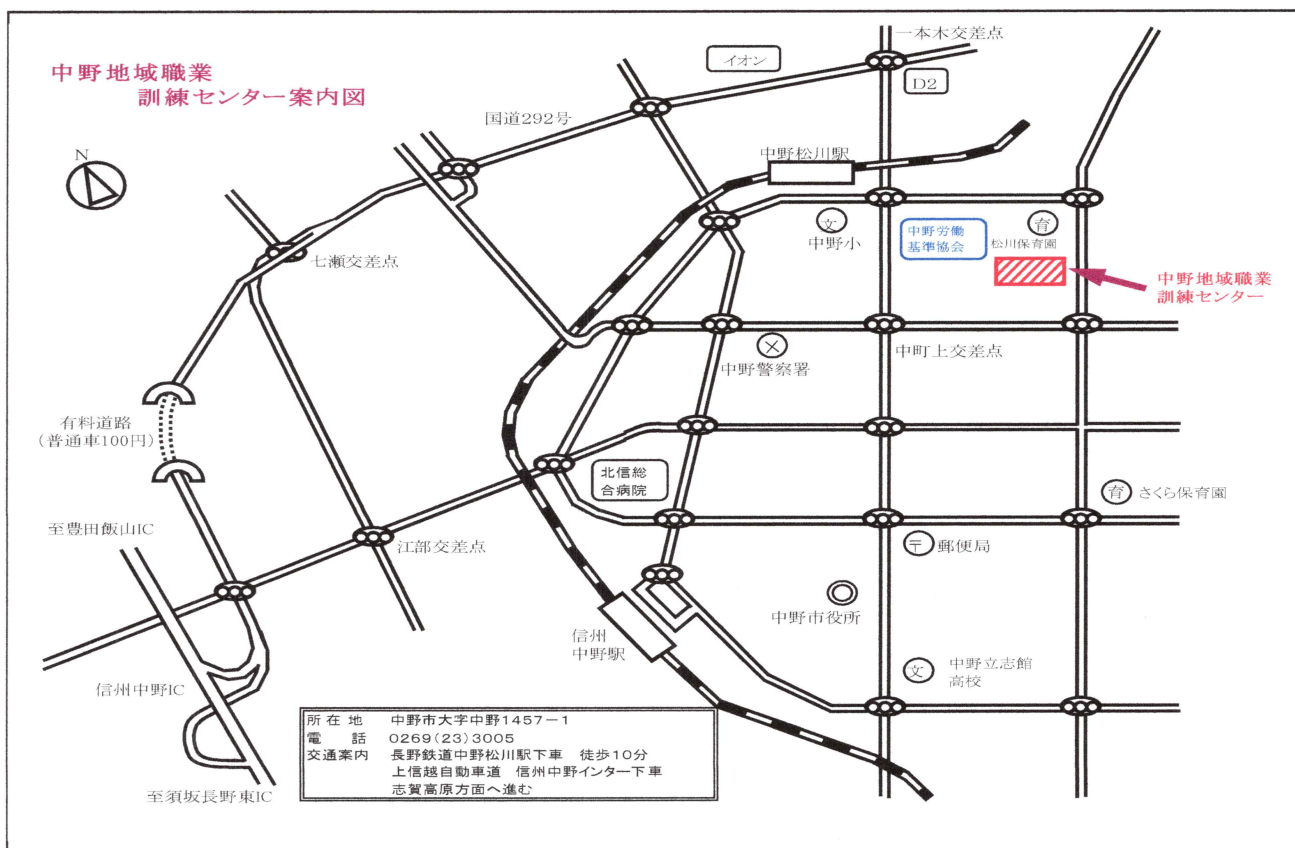 中野地域職業
訓練センター案内図
一本木交差点
イオン
D2
国道292号
N
中野松川駅
文
中野小
中野労働
基準協会
育
松川保育園
七瀬交差点
中野地域職業
訓練センター
中野警察署
中町上交差点
有料道路
(普通車100円)
北信総
合病院
育 さくら保育園
至豊田飯山IC
江部交差点
〒 郵便局
中野市役所
信州
中野駅
文
中野立志館
高校
信州中野IC
所在地 中野市大字中野1457-1
電話 0269(23)3005
交通案内 長野鉄道中野松川駅下車 徒歩10分
上信越自動車道 信州中野インター下車
志賀高原方面へ進む
至須坂長野東IC